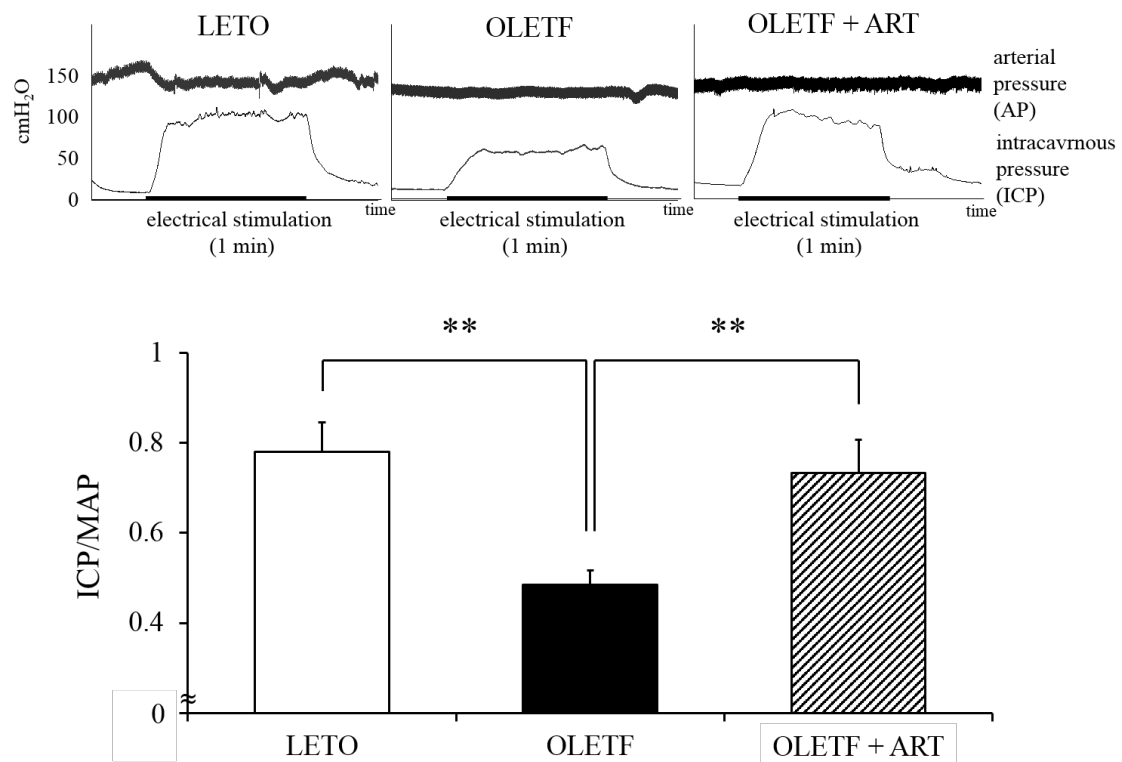 LETO
OLETF
OLETF + ART
cmH₂O
150
100
50
0
arterial
pressure
(AP)
intracavrnous
pressure
(ICP)
time
time
time
electrical stimulation
(1 min)
electrical stimulation
(1 min)
electrical stimulation
(1 min)
**
**
ICP/MAP
1
0.8
0.6
0.4
≈
0
LETO
OLETF
OLETF + ART